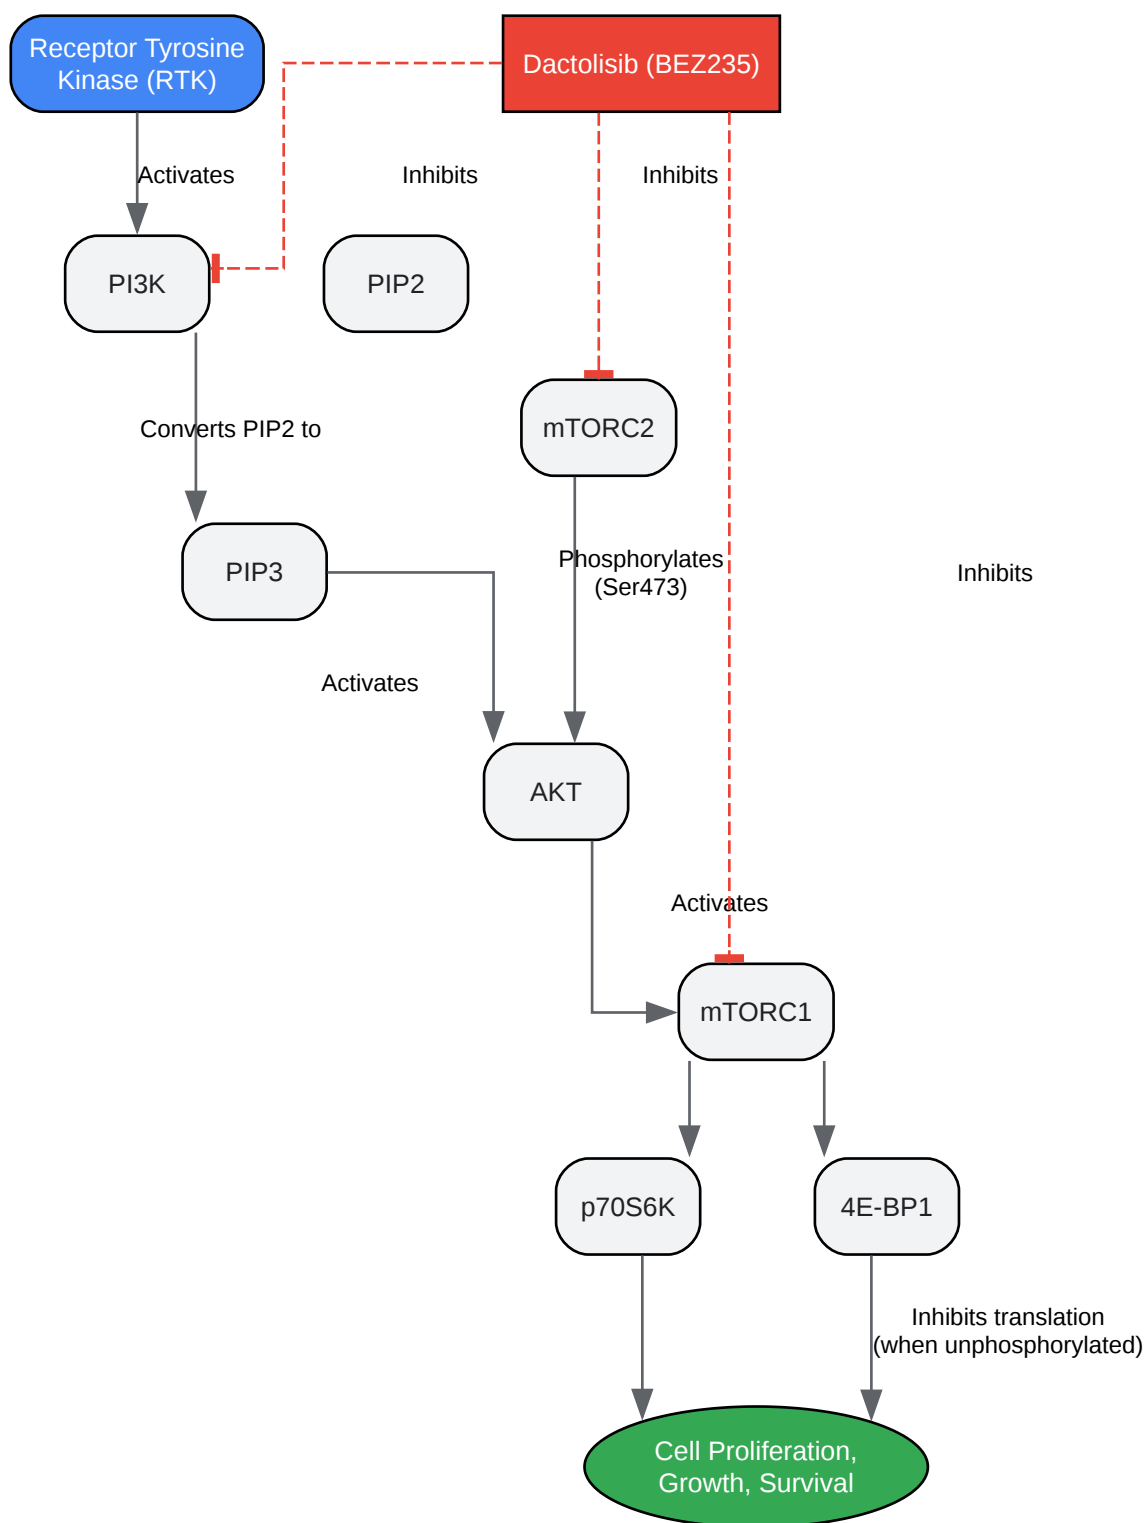 Receptor Tyrosine
Kinase (RTK)
Dactolisib (BEZ235)
Activates
Inhibits
Inhibits
PI3K
PIP2
Converts PIP2 to
mTORC2
PIP3
Phosphorylates
(Ser473)
Inhibits
Activates
AKT
Activates
mTORC1
p70S6K
4E-BP1
Inhibits translation
(when unphosphorylated)
Cell Proliferation,
Growth, Survival